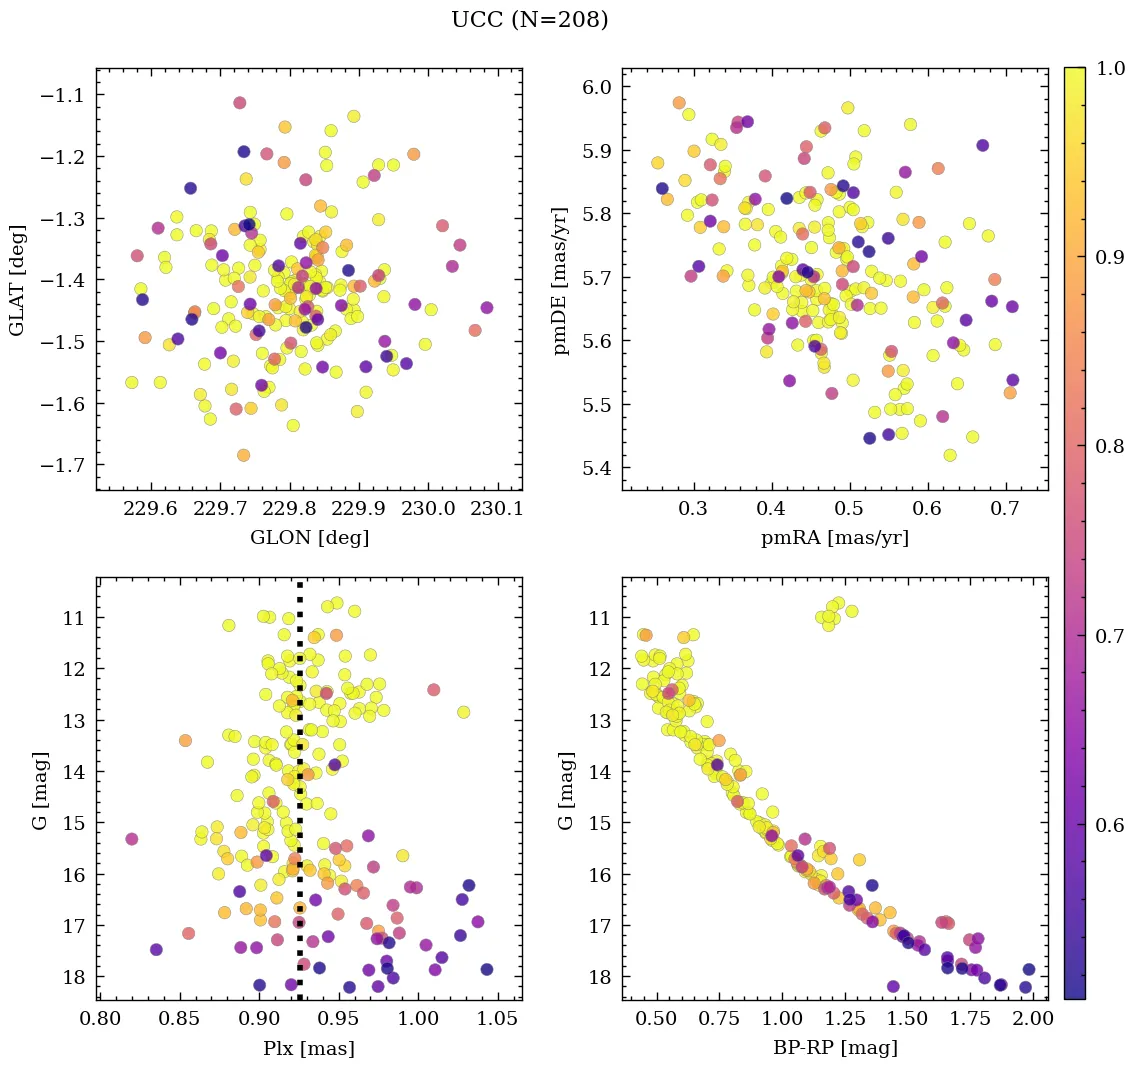 UCC (N=208)
−1.1
−1.2
−1.3
−1.4
−1.5
−1.6
−1.7
GLAT [deg]
229.6 229.7 229.8 229.9 230.0 230.1
GLON [deg]
6.0
5.9
5.8
5.7
5.6
5.5
5.4
pmDE [mas/yr]
0.3 0.4 0.5 0.6 0.7
pmRA [mas/yr]
1.0
0.9
0.8
0.7
0.6
11
12
13
14
15
16
17
18
G [mag]
0.80 0.85 0.90 0.95 1.00 1.05
Plx [mas]
11
12
13
14
15
16
17
18
G [mag]
0.50 0.75 1.00 1.25 1.50 1.75 2.00
BP-RP [mag]